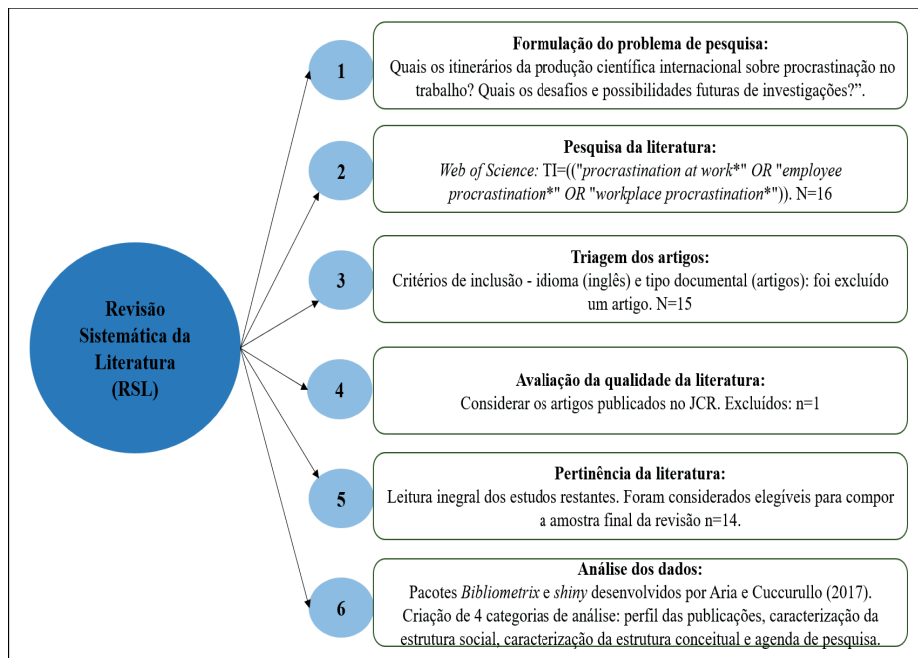 Revisão
Sistemática da
Literatura
(RSL)
1
Formulação do problema de pesquisa:
Quais os itinerários da produção científica internacional sobre procrastinação no
trabalho? Quais os desafios e possibilidades futuras de investigações?”.
2
Pesquisa da literatura:
Web of Science: TI=(("procrastination at work*" OR "employee
procrastination*" OR "workplace procrastination*")). N=16
3
Triagem dos artigos:
Critérios de inclusão - idioma (inglês) e tipo documental (artigos): foi excluído
um artigo. N=15
4
Avaliação da qualidade da literatura:
Considerar os artigos publicados no JCR. Excluídos: n=1
5
Pertinência da literatura:
Leitura inegral dos estudos restantes. Foram considerados elegíveis para compor
a amostra final da revisão n=14.
6
Análise dos dados:
Pacotes Bibliometrix e shiny desenvolvidos por Aria e Cuccurullo (2017).
Criação de 4 categorias de análise: perfil das publicações, caracterização da
estrutura social, caracterização da estrutura conceitual e agenda de pesquisa.